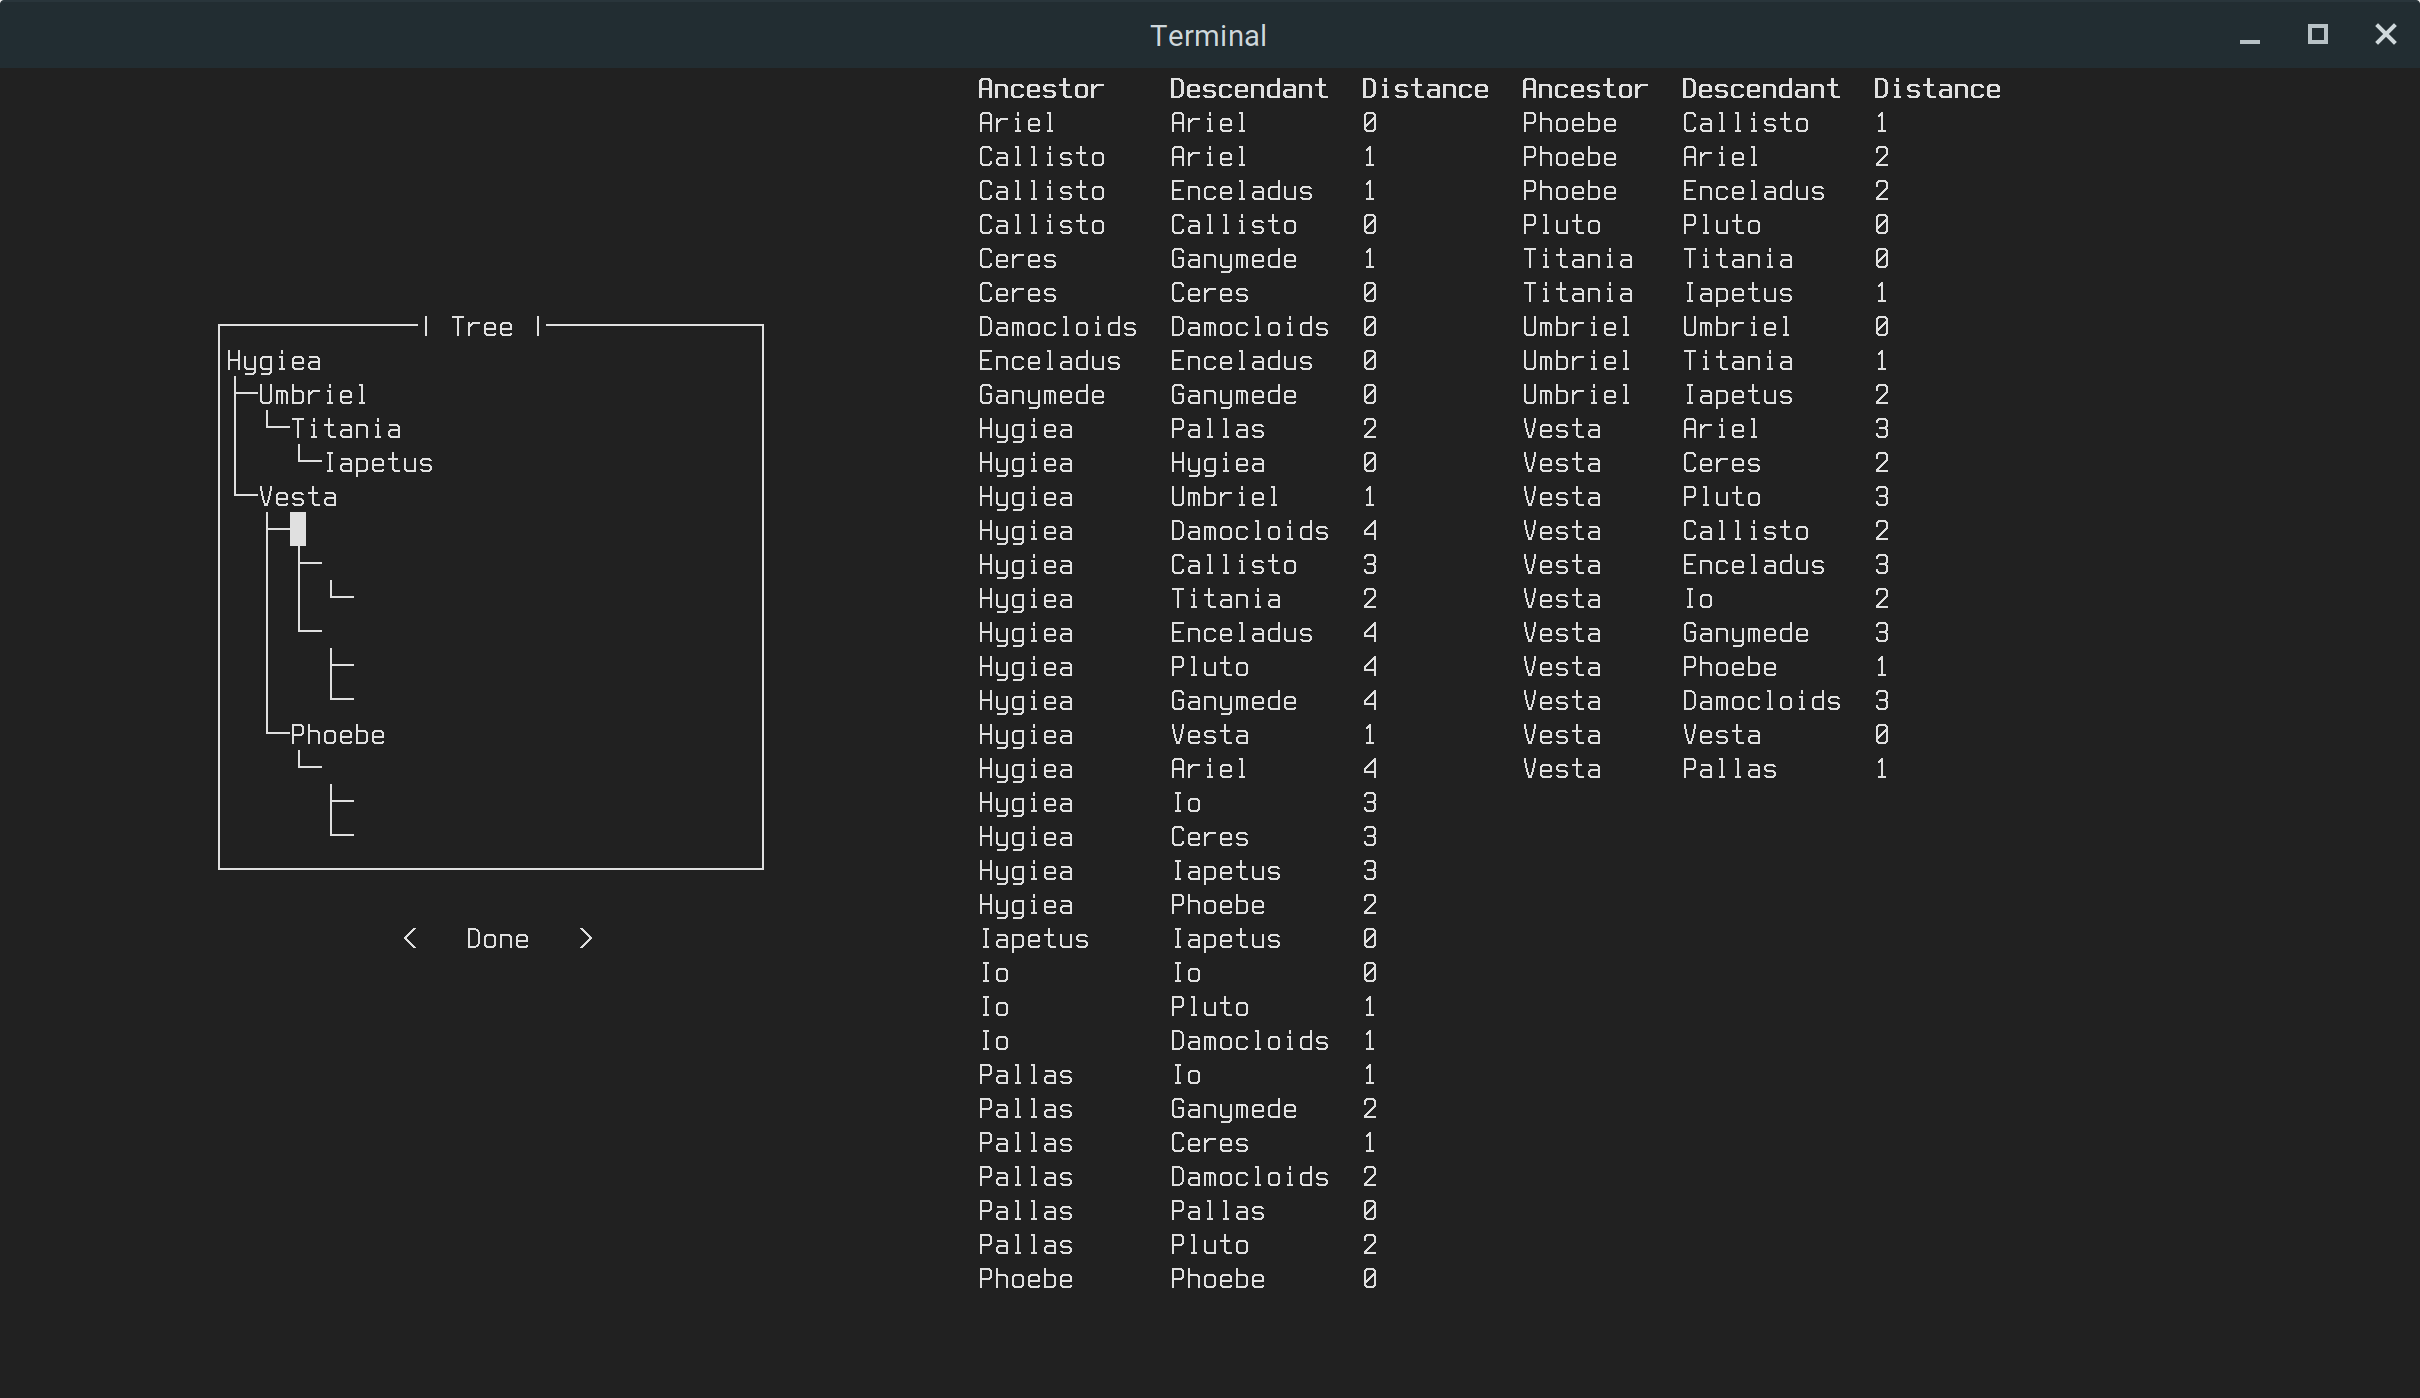 Terminal
Tree
Hygiea
├─Umbriel
│ └─Titania
│   └─Iapetus
└─Vesta
  ├─
  │ ├─
  │ │ └─
  │ └─
  │   ├─
  │   └─
  └─Phoebe
    └─
      ├─
      └─
< Done >
Ancestor Descendant Distance Ancestor Descendant Distance
Ariel Ariel 0 Phoebe Callisto 1
Callisto Ariel 1 Phoebe Ariel 2
Callisto Enceladus 1 Phoebe Enceladus 2
Callisto Callisto 0 Pluto Pluto 0
Ceres Ganymede 1 Titania Titania 0
Ceres Ceres 0 Titania Iapetus 1
Damocloids Damocloids 0 Umbriel Umbriel 0
Enceladus Enceladus 0 Umbriel Titania 1
Ganymede Ganymede 0 Umbriel Iapetus 2
Hygiea Pallas 2 Vesta Ariel 3
Hygiea Hygiea 0 Vesta Ceres 2
Hygiea Umbriel 1 Vesta Pluto 3
Hygiea Damocloids 4 Vesta Callisto 2
Hygiea Callisto 3 Vesta Enceladus 3
Hygiea Titania 2 Vesta Io 2
Hygiea Enceladus 4 Vesta Ganymede 3
Hygiea Pluto 4 Vesta Phoebe 1
Hygiea Ganymede 4 Vesta Damocloids 3
Hygiea Vesta 1 Vesta Vesta 0
Hygiea Ariel 4 Vesta Pallas 1
Hygiea Io 3
Hygiea Ceres 3
Hygiea Iapetus 3
Hygiea Phoebe 2
Iapetus Iapetus 0
Io Io 0
Io Pluto 1
Io Damocloids 1
Pallas Io 1
Pallas Ganymede 2
Pallas Ceres 1
Pallas Damocloids 2
Pallas Pallas 0
Pallas Pluto 2
Phoebe Phoebe 0